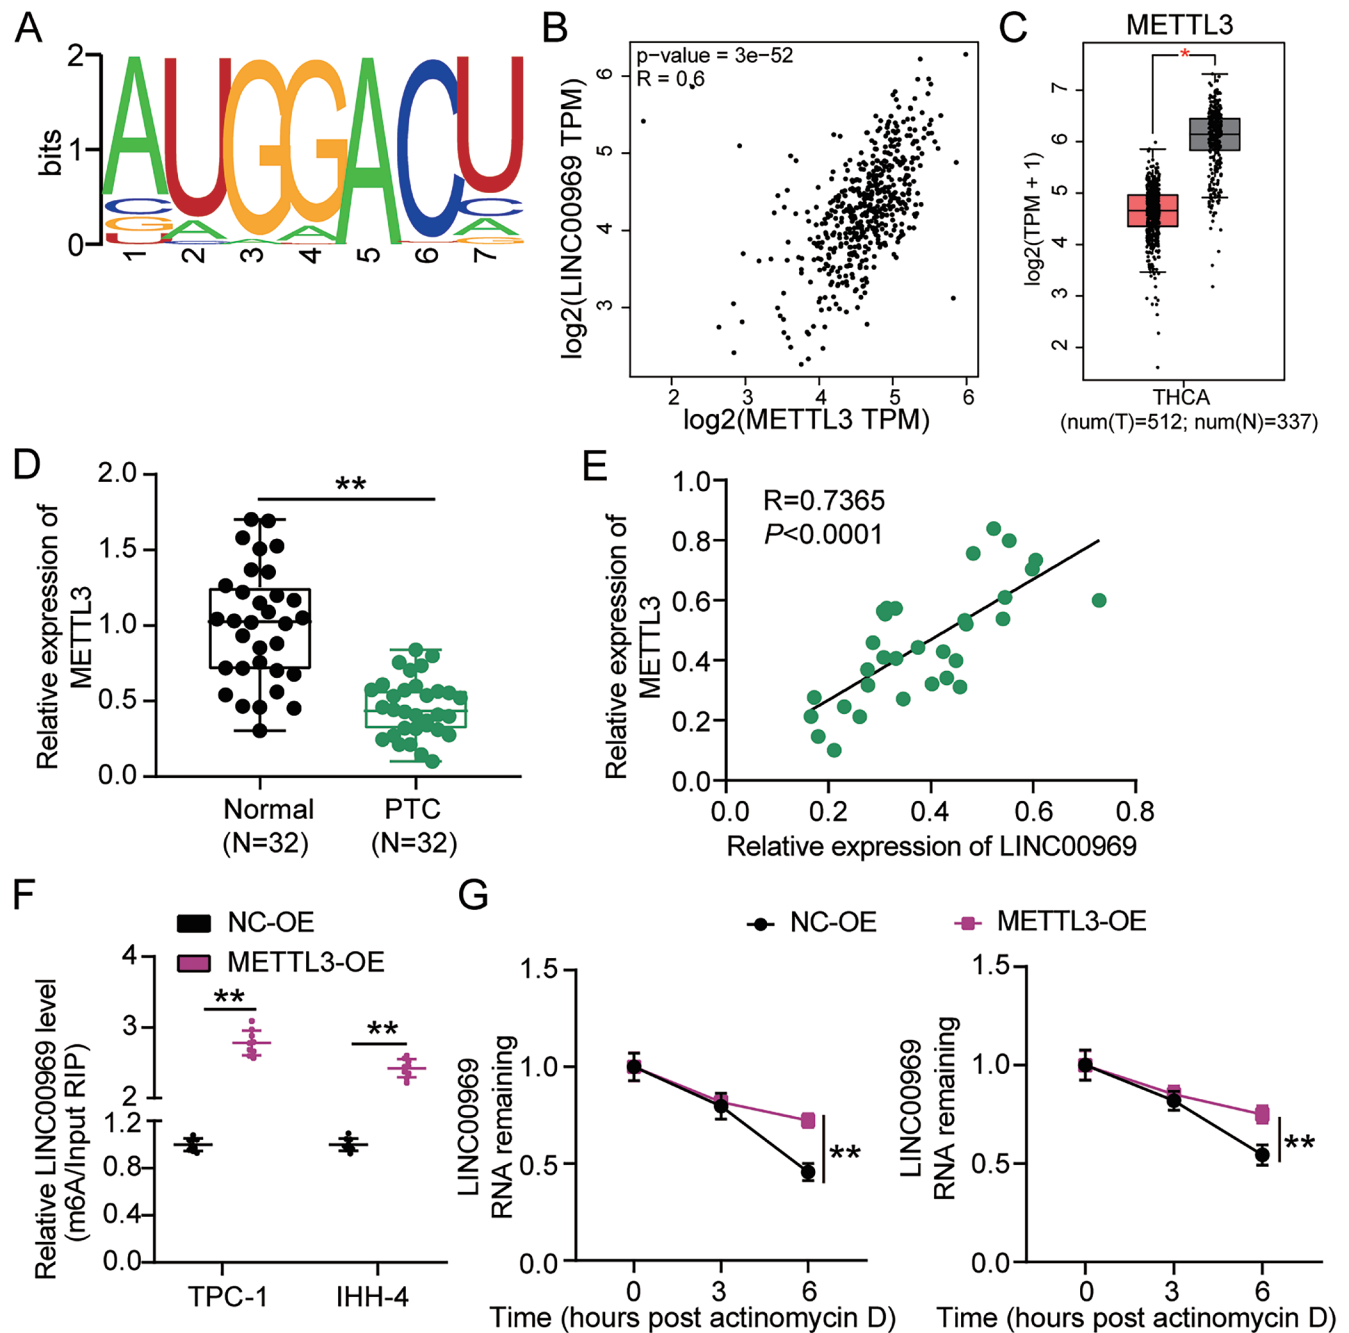 A
2
1
0
bits
AUGGACU
C
G
U
A
C
A
A
C
A
G
1 2 3 4 5 6 7
B
p−value = 3e−52
R = 0.6
6
5
4
3
log2(LINC00969 TPM)
2 3 4 5 6
log2(METTL3 TPM)
C
METTL3
*
7
6
5
4
3
2
log2(TPM + 1)
THCA
(num(T)=512; num(N)=337)
D
2.0
1.5
1.0
0.5
0.0
Relative expression of
METTL3
**
Normal PTC
(N=32) (N=32)
E
1.0
0.8
0.6
0.4
0.2
0.0
Relative expression of
METTL3
R=0.7365
P<0.0001
0.0 0.2 0.4 0.6 0.8
Relative expression of LINC00969
F
NC-OE
METTL3-OE
4
3
2
1.2
0.8
0.4
0.0
Relative LINC00969 level
(m6A/Input RIP)
**
**
TPC-1 IHH-4
G
NC-OE METTL3-OE
1.5
1.0
0.5
0.0
LINC00969
RNA remaining
**
0 3 6
Time (hours post actinomycin D)
1.5
1.0
0.5
0.0
LINC00969
RNA remaining
**
0 3 6
Time (hours post actinomycin D)